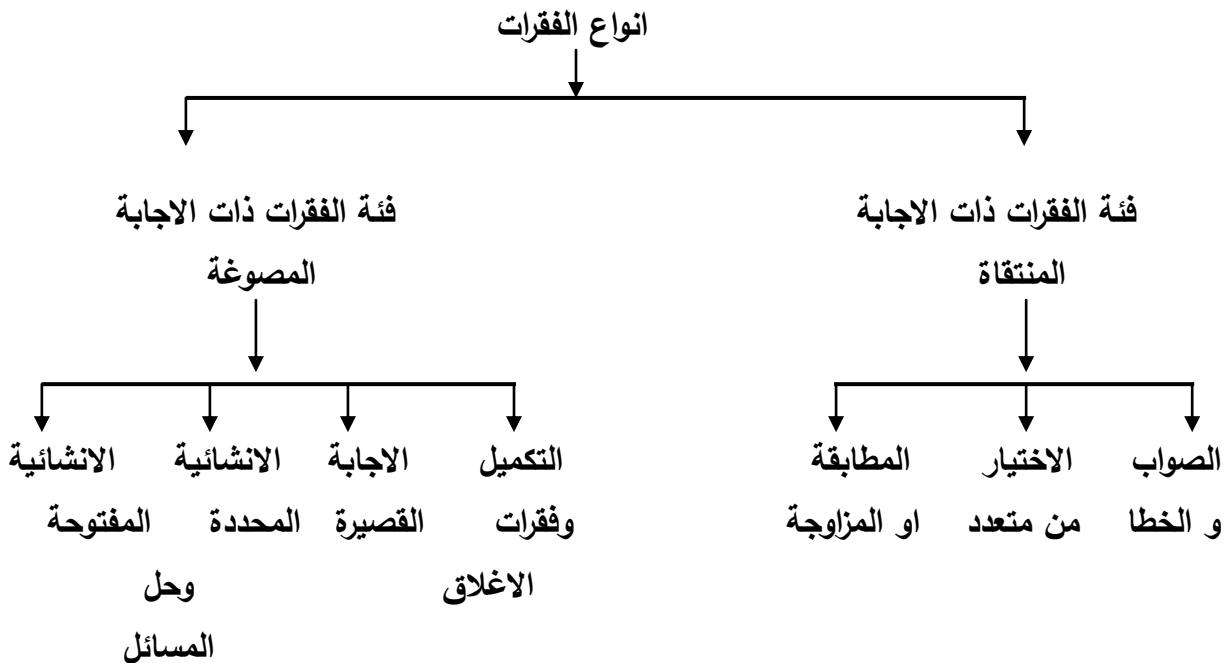 انواع الفقرات
فئة الفقرات ذات الاجابة
المنتقاة
فئة الفقرات ذات الاجابة
المصوغة
الصواب
و الخطا
الاختيار
من متعدد
المطابقة
او المزاوجة
التكميل
وفقرات
الاغلاق
الاجابة
القصيرة
الانشائية
المحددة
الانشائية
المفتوحة
وحل
المسائل